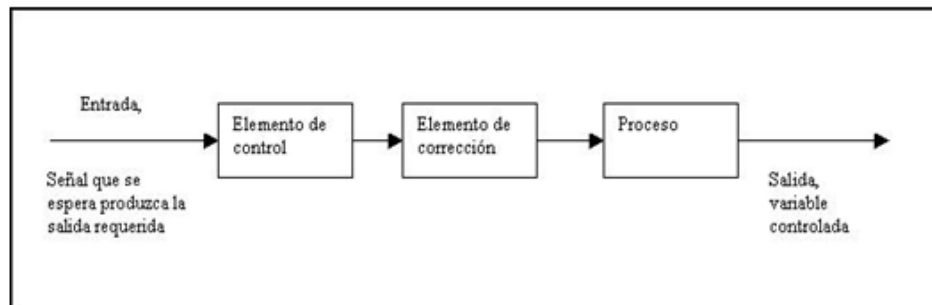 Entrada,
Elemento de
control
Elemento de
corrección
Proceso
Señal que se
espera produzca la
salida requerida
Salida,
variable
controlada